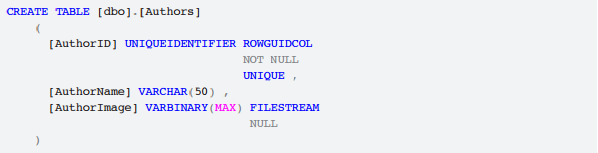 CREATE TABLE [dbo].[Authors]
(
[AuthorID] UNIQUEIDENTIFIER ROWGUIDCOL
NOT NULL
UNIQUE ,
[AuthorName] VARCHAR(50) ,
[AuthorImage] VARBINARY(MAX) FILESTREAM
NULL
)